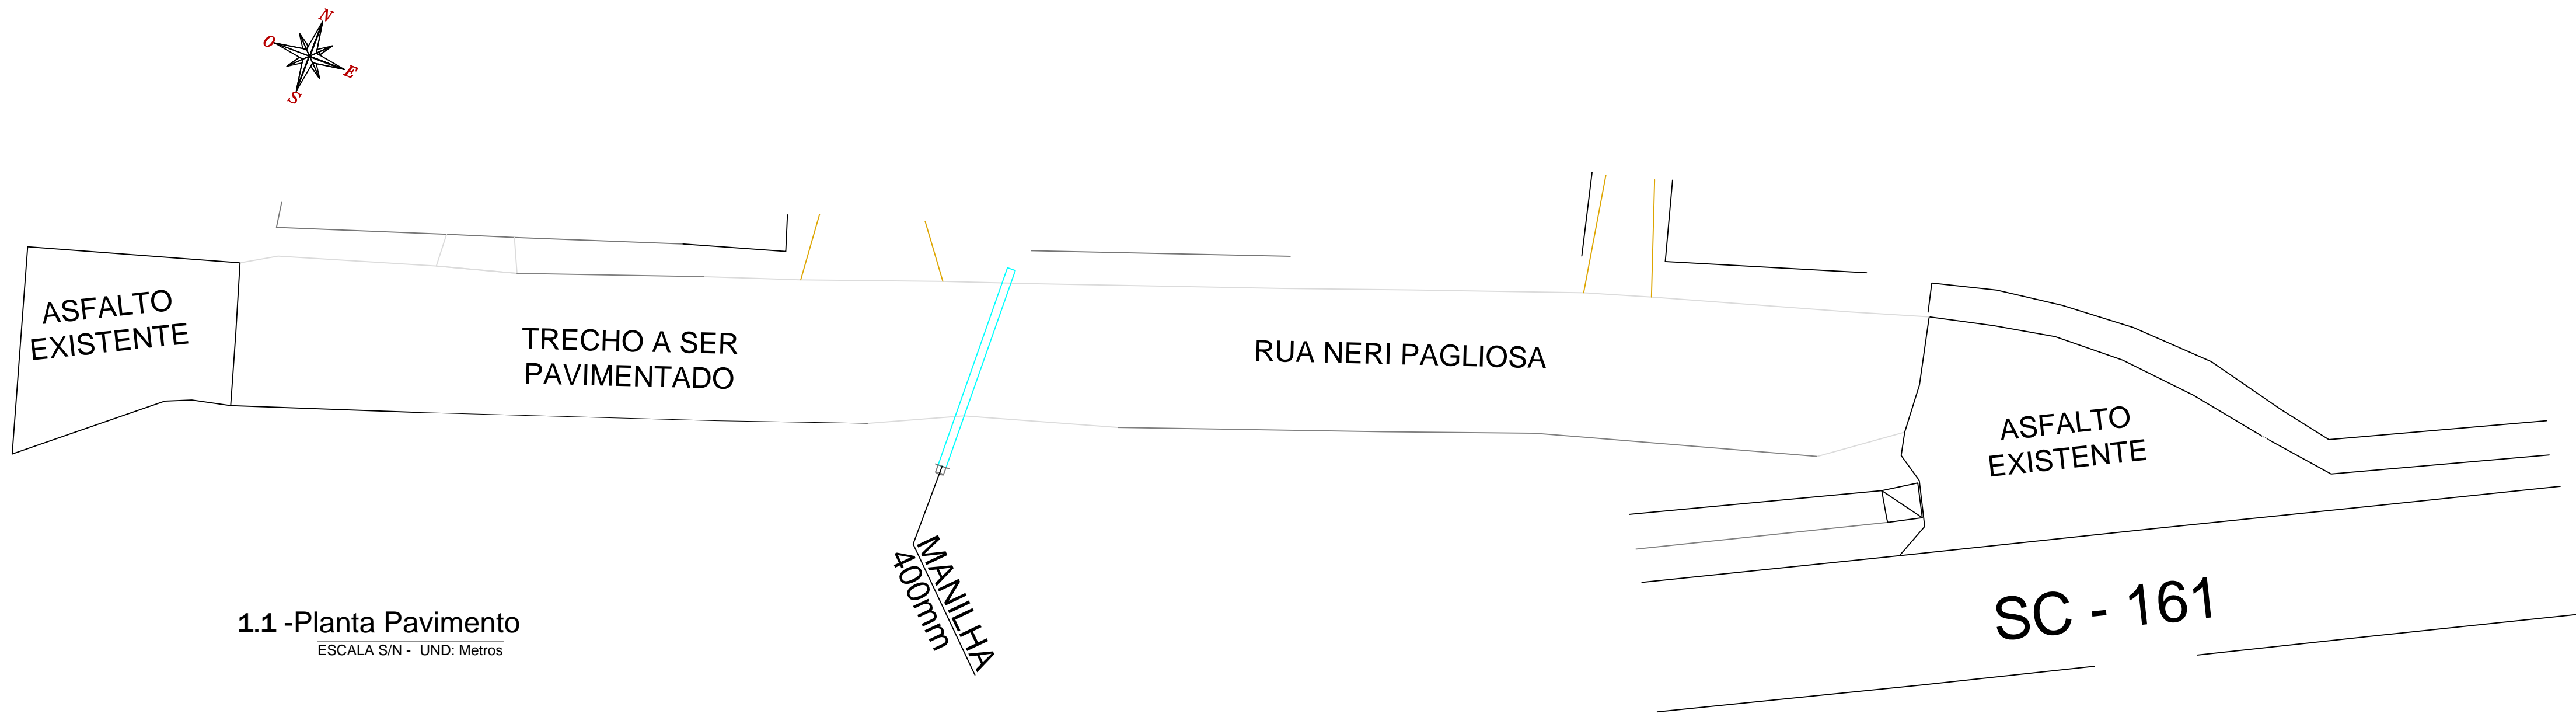 N
O
E
S
ASFALTO
EXISTENTE
TRECHO A SER
PAVIMENTADO
RUA NERI PAGLIOSA
ASFALTO
EXISTENTE
MANILHA
400mm
SC - 161
1.1 -Planta Pavimento
ESCALA S/N - UND: Metros